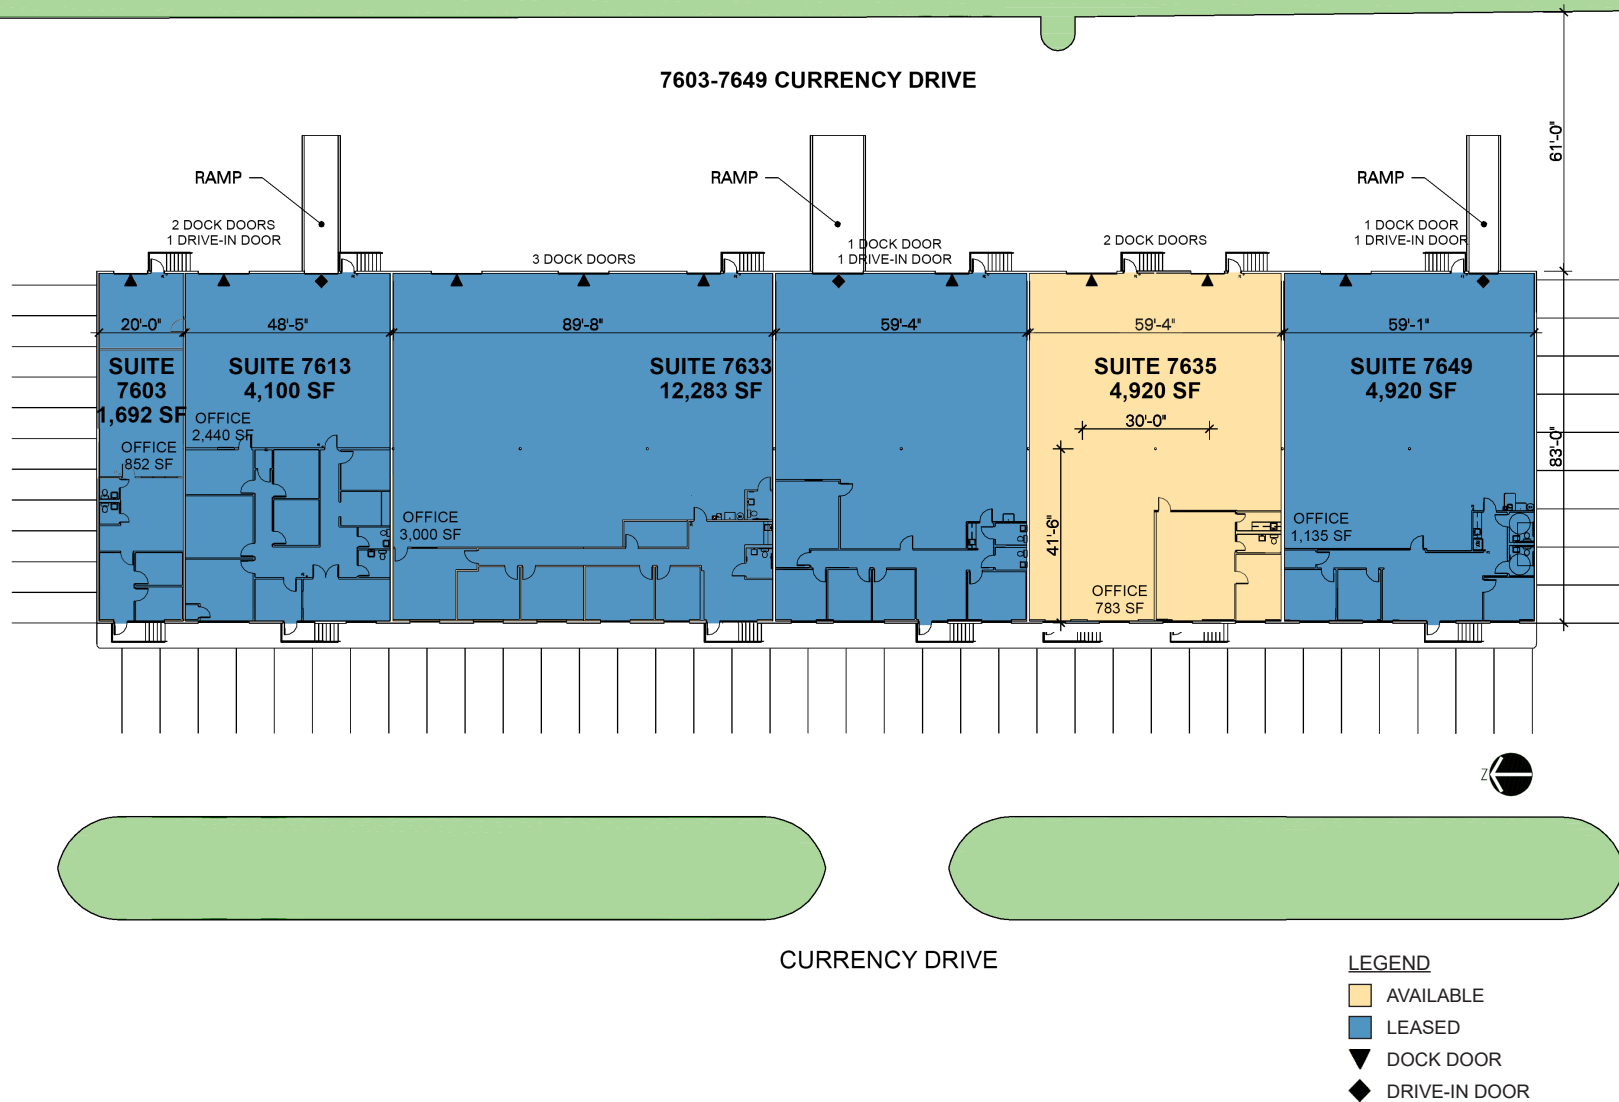 7603-7649 CURRENCY DRIVE
61'-0"
RAMP
RAMP
RAMP
2 DOCK DOORS
1 DRIVE-IN DOOR
3 DOCK DOORS
1 DOCK DOOR
1 DRIVE-IN DOOR
2 DOCK DOORS
1 DOCK DOOR
1 DRIVE-IN DOOR
20'-0"
48'-5"
89'-8"
59'-4"
59'-4"
59'-1"
SUITE
7603
1,692 SF
OFFICE
852 SF
SUITE 7613
4,100 SF
OFFICE
2,440 SF
SUITE 7633
12,283 SF
OFFICE
3,000 SF
SUITE 7635
4,920 SF
30'-0"
41'-6"
OFFICE
783 SF
SUITE 7649
4,920 SF
OFFICE
1,135 SF
83'-0"
Z
CURRENCY DRIVE
LEGEND
AVAILABLE
LEASED
DOCK DOOR
DRIVE-IN DOOR